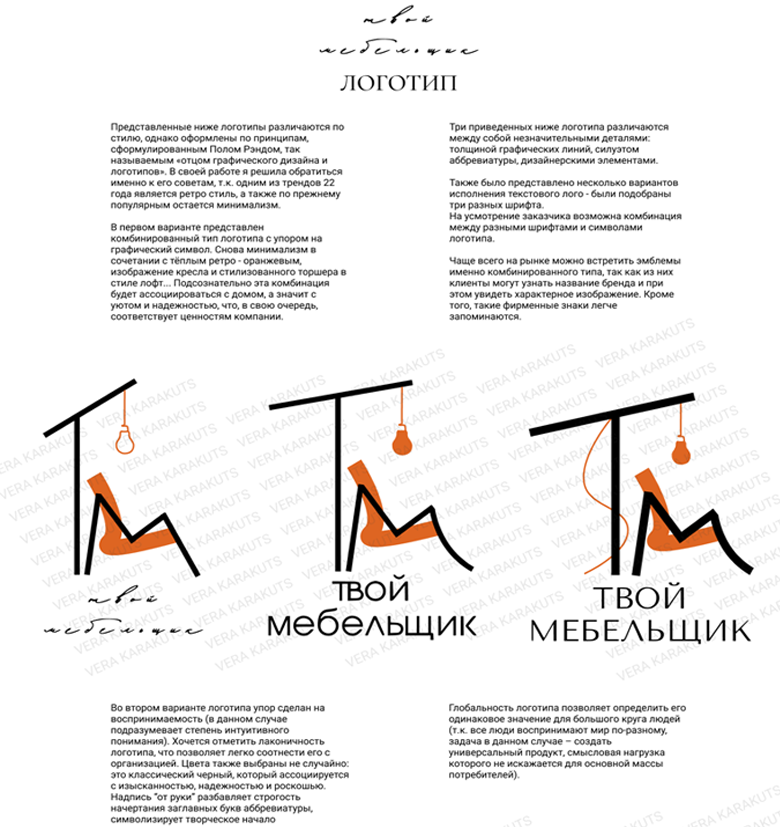 твой
мебельщик
ЛОГОТИП
Представленные ниже логотипы различаются по
стилю, однако оформлены по принципам,
сформулированным Полом Рэндом, так
называемым «отцом графического дизайна и
логотипов». В своей работе я решила обратиться
именно к его советам, т.к. одним из трендов 22
года является ретро стиль, а также по прежнему
популярным остается минимализм.
В первом варианте представлен
комбинированный тип логотипа с упором на
графический символ. Снова минимализм в
сочетании с тёплым ретро - оранжевым,
изображение кресла и стилизованного торшера в
стиле лофт... Подсознательно эта комбинация
будет ассоциироваться с домом, а значит с
уютом и надежностью, что, в свою очередь,
соответствует ценностям компании.
Три приведенных ниже логотипа различаются
между собой незначительными деталями:
толщиной графических линий, силуэтом
аббревиатуры, дизайнерскими элементами.
Также было представлено несколько вариантов
исполнения текстового лого - были подобраны
три разных шрифта.
На усмотрение заказчика возможна комбинация
между разными шрифтами и символами
логотипа.
Чаще всего на рынке можно встретить эмблемы
именно комбинированного типа, так как из них
клиенты могут узнать название бренда и при
этом увидеть характерное изображение. Кроме
того, такие фирменные знаки легче
запоминаются.
VERA KARAKUTS
твой
мебельщик
ТВОЙ
мебельщик
ТВОЙ
МЕБЕЛЬЩИК
Во втором варианте логотипа упор сделан на
воспринимаемость (в данном случае
подразумевает степень интуитивного
понимания). Хочется отметить лаконичность
логотипа, что позволяет легко соотнести его с
организацией. Цвета также выбраны не случайно:
это классический черный, который ассоциируется
с изысканностью, надежностью и роскошью.
Надпись "от руки" разбавляет строгость
начертания заглавных букв аббревиатуры,
символизирует творческое начало
Глобальность логотипа позволяет определить его
одинаковое значение для большого круга людей
(т.к. все люди воспринимают мир по-разному,
задача в данном случае – создать
универсальный продукт, смысловая нагрузка
которого не искажается для основной массы
потребителей).